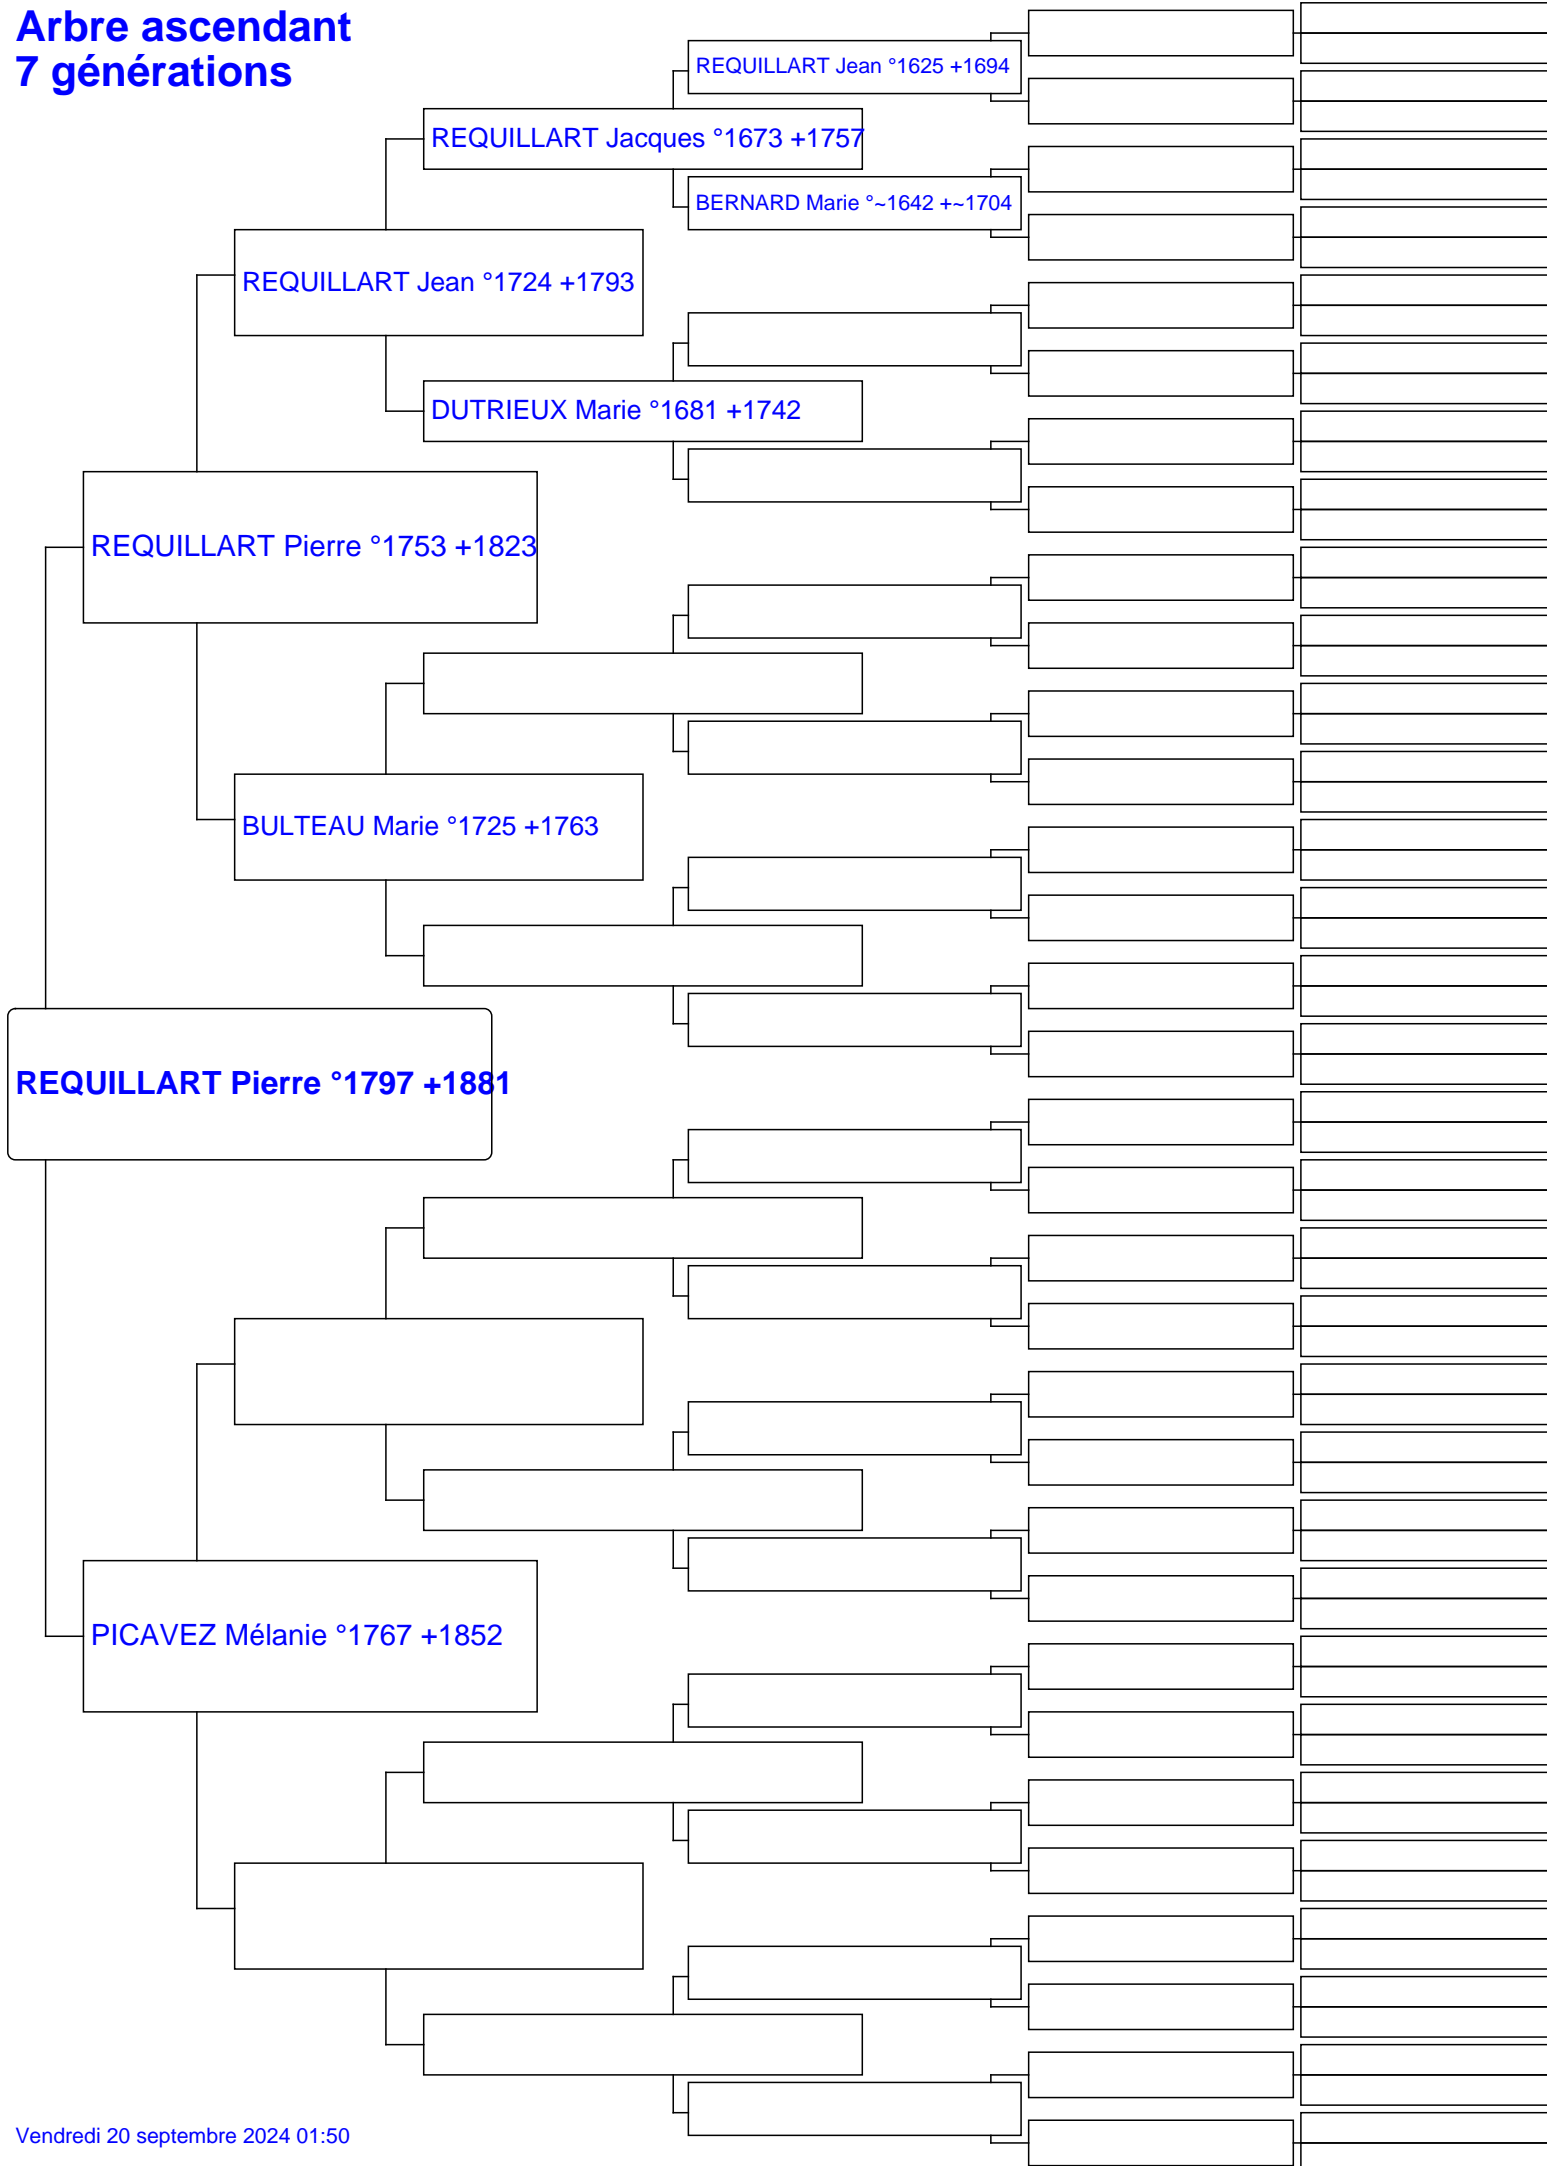 Arbre ascendant
7 générations
REQUILLART Jean °1625 +1694
REQUILLART Jacques °1673 +1757
BERNARD Marie °~1642 +~1704
REQUILLART Jean °1724 +1793
DUTRIEUX Marie °1681 +1742
REQUILLART Pierre °1753 +1823
BULTEAU Marie °1725 +1763
REQUILLART Pierre °1797 +1881
PICAVEZ Mélanie °1767 +1852
Vendredi 20 septembre 2024 01:50